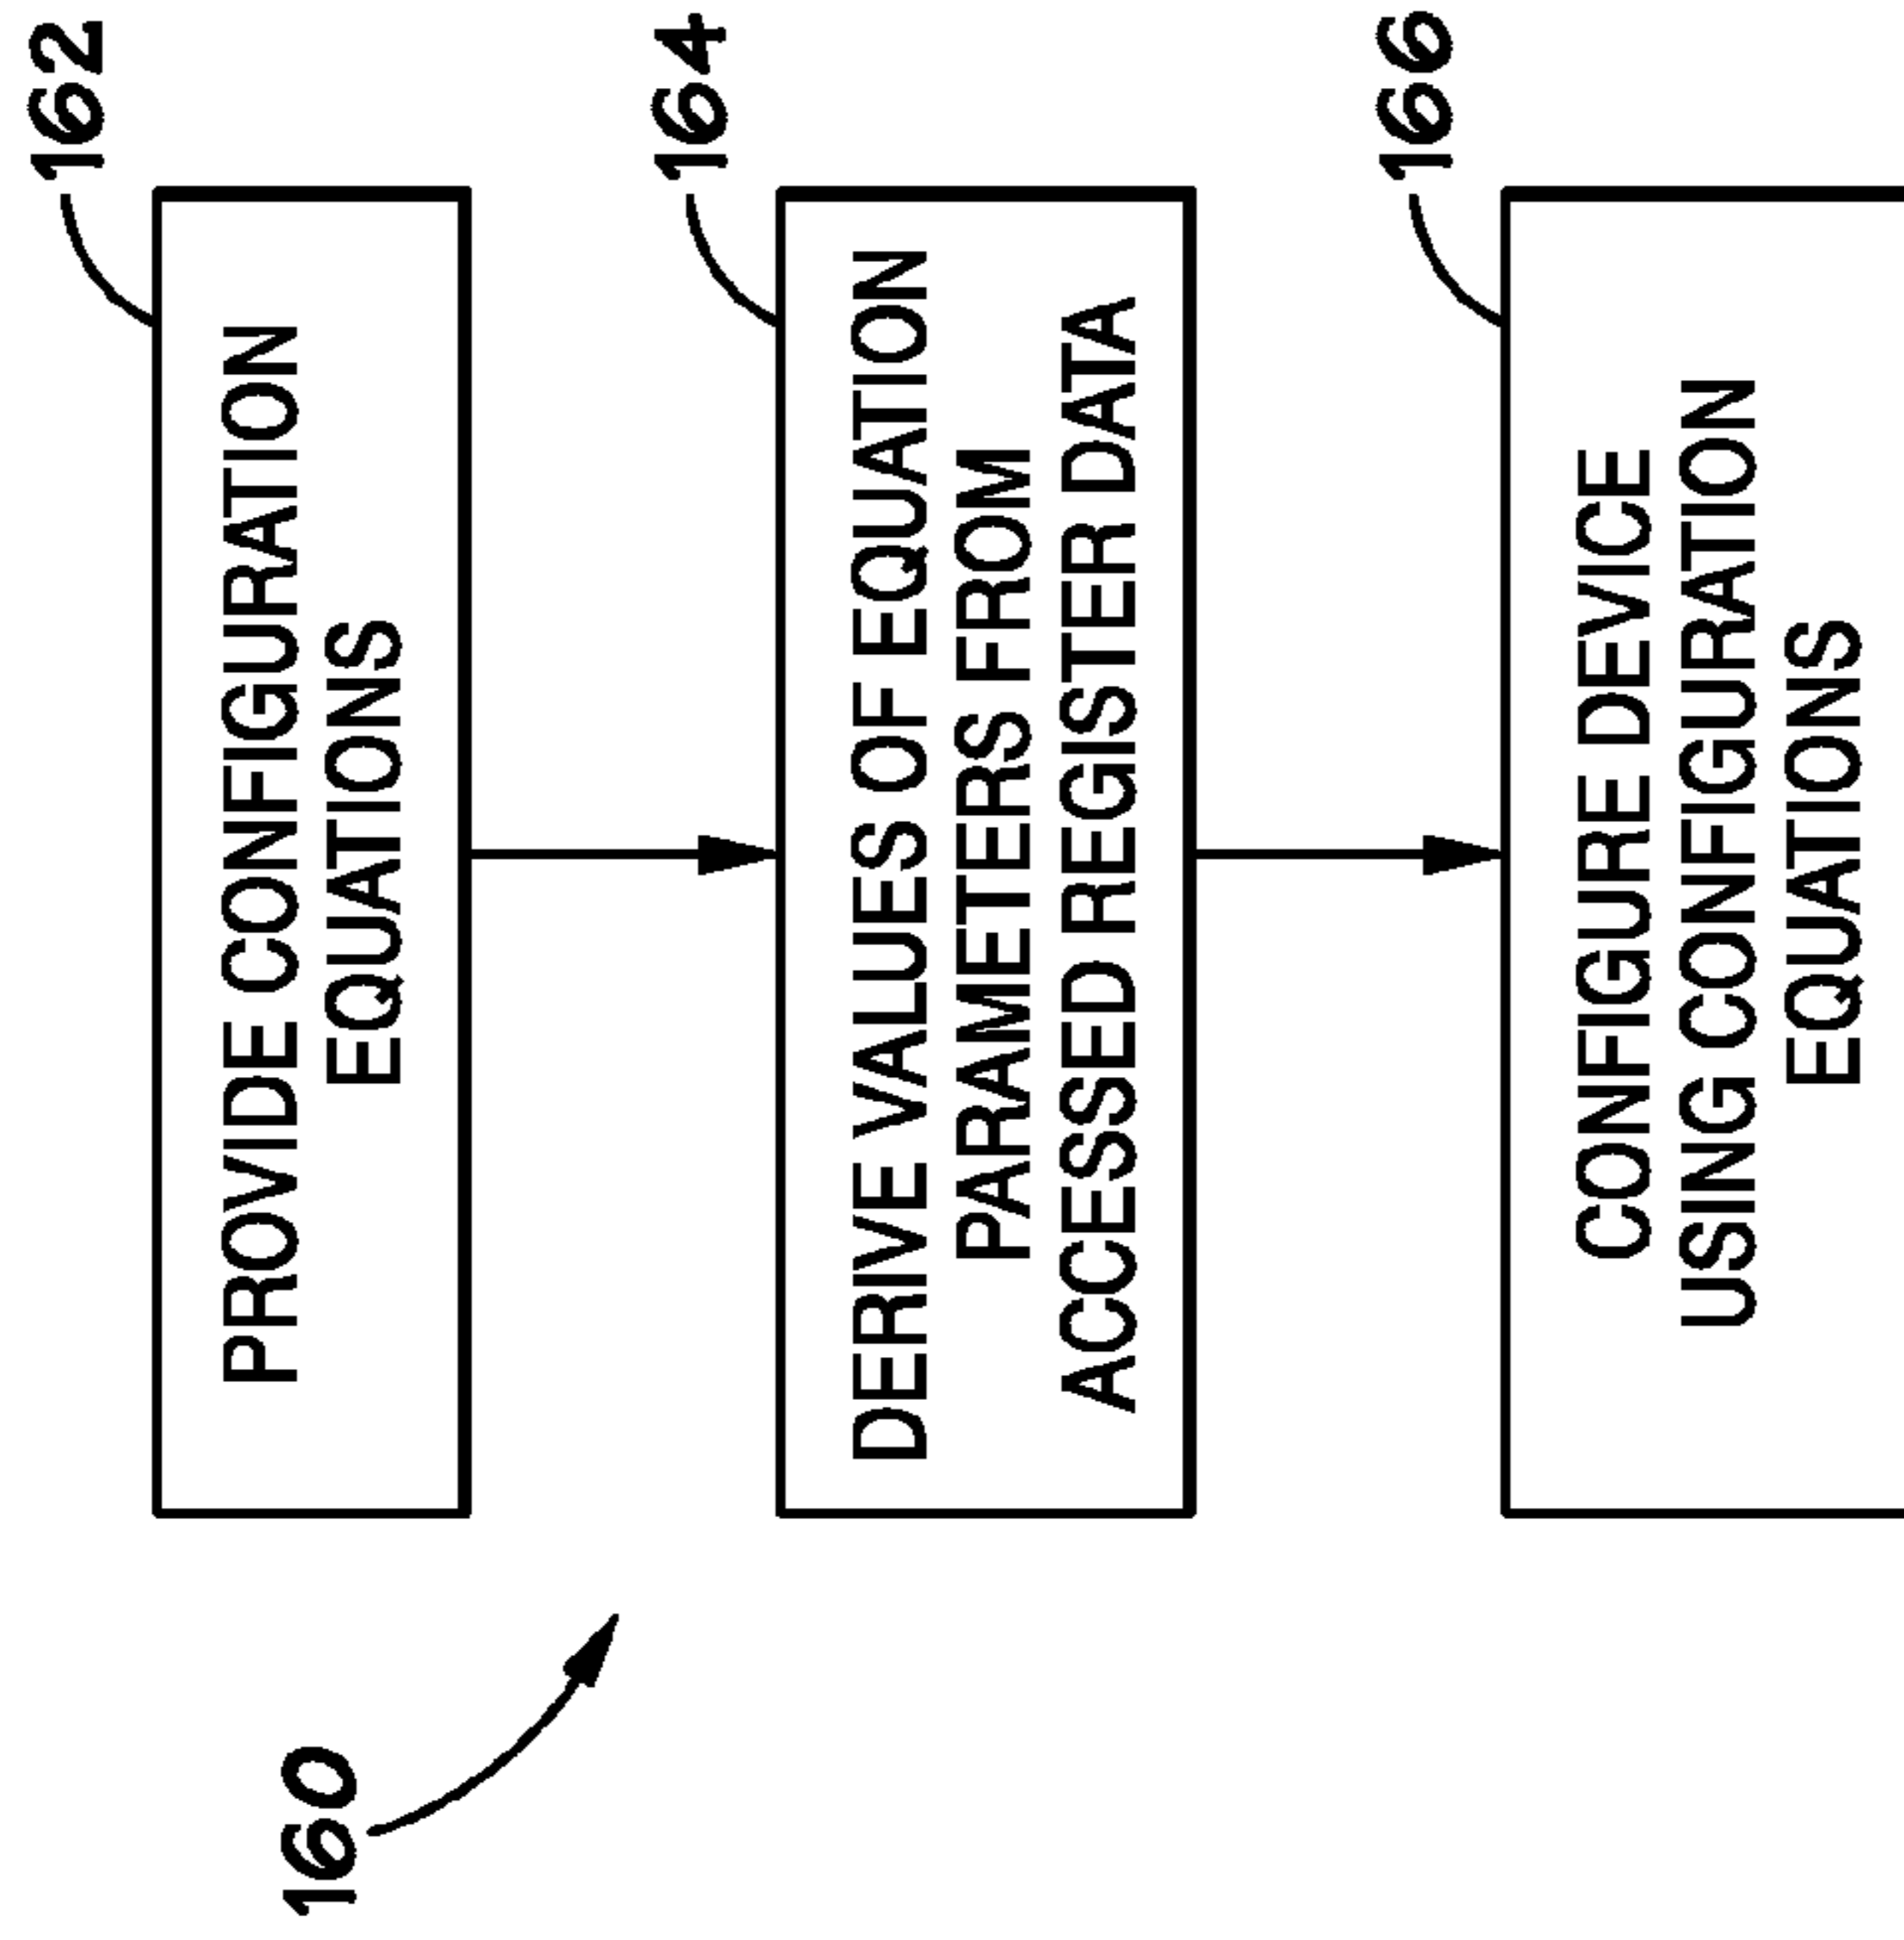 160
162
PROVIDE CONFIGURATION
EQUATIONS
164
DERIVE VALUES OF EQUATION
PARAMETERS FROM
ACCESSED REGISTER DATA
166
CONFIGURE DEVICE
USING CONFIGURATION
EQUATIONS